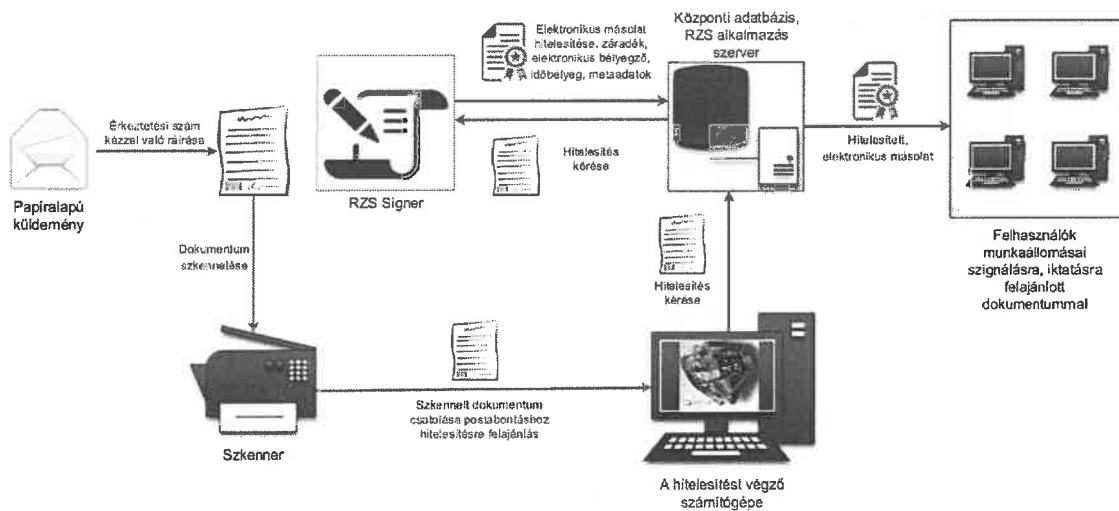 Papíralapú
küldemény
Érkeztetési szám
kézzel való ráírása
Dokumentum
szkennelése
Szkenner
Szkennelt dokumentum
csatolása postabontáshoz
hitelesítésre felajánlás
A hitelesítést végző
számítógépe
Hitelesítés
kérése
RZS Signer
Elektronikus másolat
hitelesítése, záradék,
elektronikus bélyegző,
időbélyeg, metaadatok
Hitelesítés
kérése
Központi adatbázis,
RZS alkalmazás
szerver
Hitelesített,
elektronikus másolat
Felhasználók
munkaállomásai
szignálásra, iktatásra
felajánlott
dokumentummal